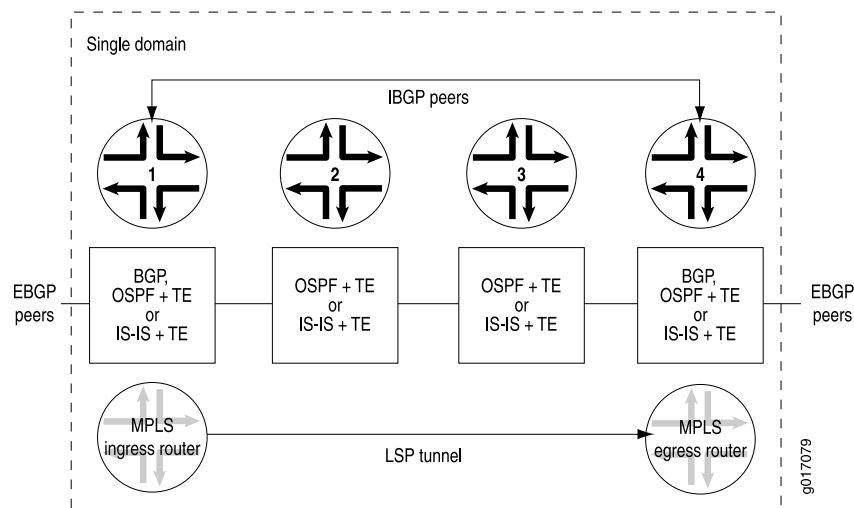 Single domain
IBGP peers
1
2
3
4
EBGP
peers
BGP,
OSPF + TE
or
IS-IS + TE
OSPF + TE
or
IS-IS + TE
OSPF + TE
or
IS-IS + TE
BGP,
OSPF + TE
or
IS-IS + TE
EBGP
peers
MPLS
ingress router
LSP tunnel
MPLS
egress router
g017079